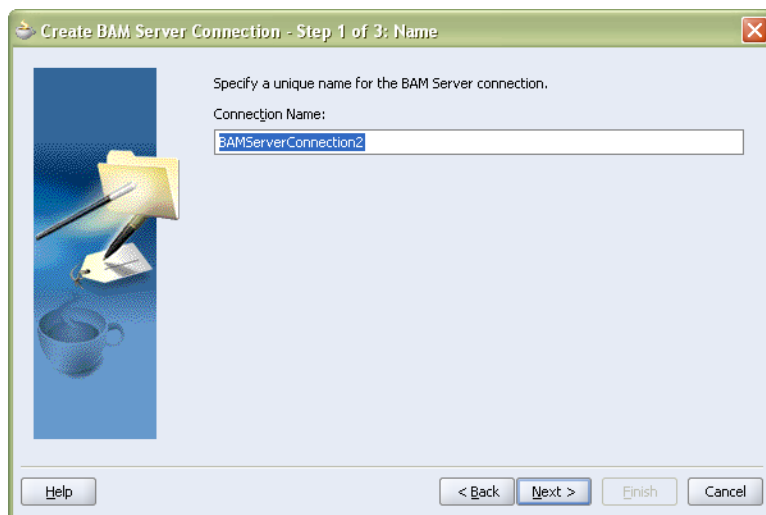 Create BAM Server Connection - Step 1 of 3: Name
Specify a unique name for the BAM Server connection.
Connection Name:
BAMServerConnection2
Help < Back Next > Finish Cancel